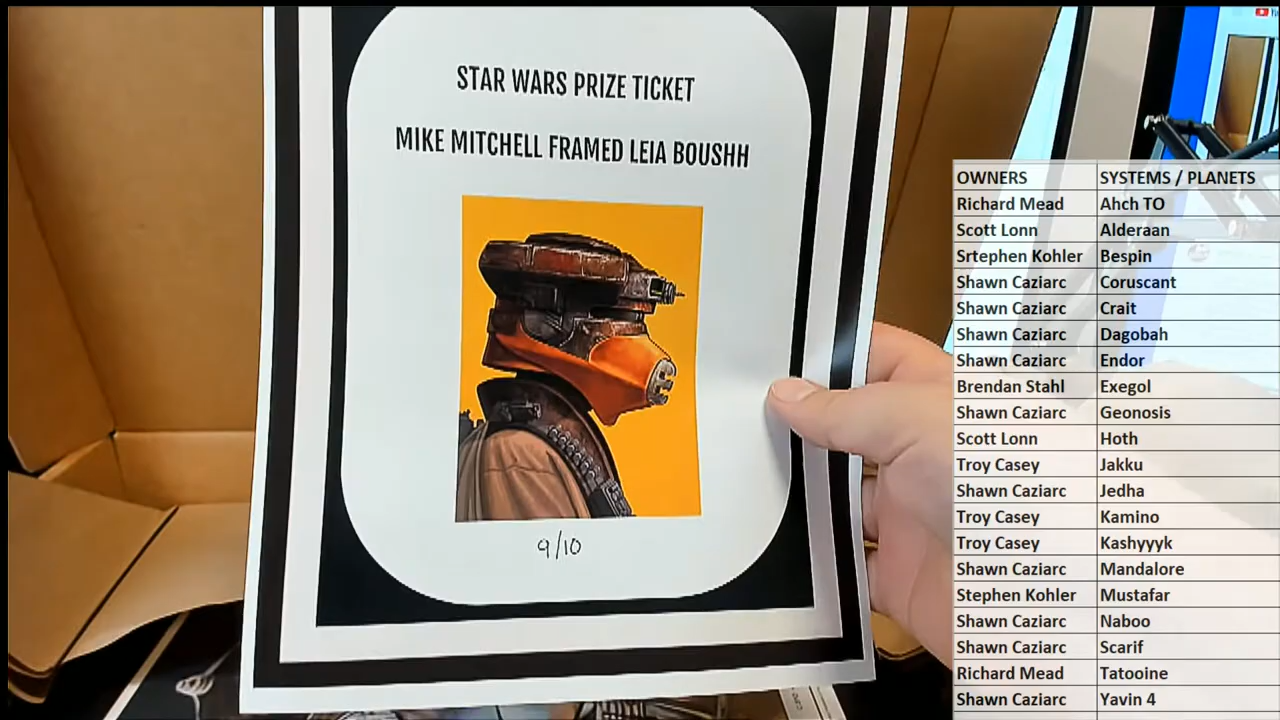 STAR WARS PRIZE TICKET
MIKE MITCHELL FRAMED LEIA BOUSHH
9/10
OWNERS SYSTEMS / PLANETS
Richard Mead Ahch TO
Scott Lonn Alderaan
Srtephen Kohler Bespin
Shawn Caziarc Coruscant
Shawn Caziarc Crait
Shawn Caziarc Dagobah
Shawn Caziarc Endor
Brendan Stahl Exegol
Shawn Caziarc Geonosis
Scott Lonn Hoth
Troy Casey Jakku
Shawn Caziarc Jedha
Troy Casey Kamino
Troy Casey Kashyyyk
Shawn Caziarc Mandalore
Stephen Kohler Mustafar
Shawn Caziarc Naboo
Shawn Caziarc Scarif
Richard Mead Tatooine
Shawn Caziarc Yavin 4